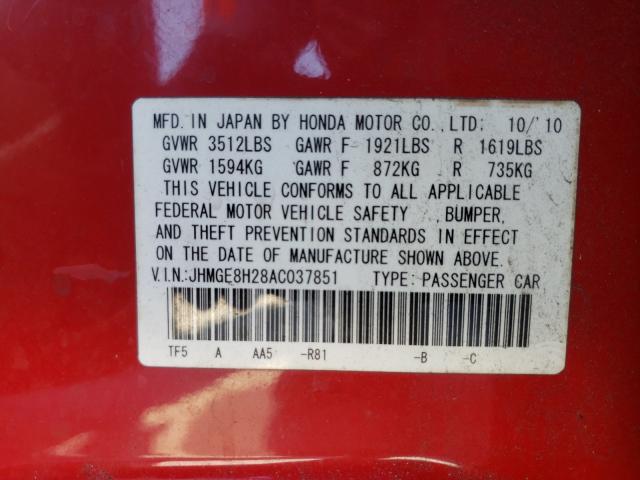 MFD. IN JAPAN BY HONDA MOTOR CO.,LTD: 10/'10
GVWR 3512LBS GAWR F 1921LBS R 1619LBS
GVWR 1594KG GAWR F 872KG R 735KG
THIS VEHICLE CONFORMS TO ALL APPLICABLE
FEDERAL MOTOR VEHICLE SAFETY ,BUMPER,
AND THEFT PREVENTION STANDARDS IN EFFECT
ON THE DATE OF MANUFACTURE SHOWN ABOVE.
V.IN:JHMGE8H28AC037851 TYPE:PASSENGER CAR
TF5 A AA5 -R81 -B -C